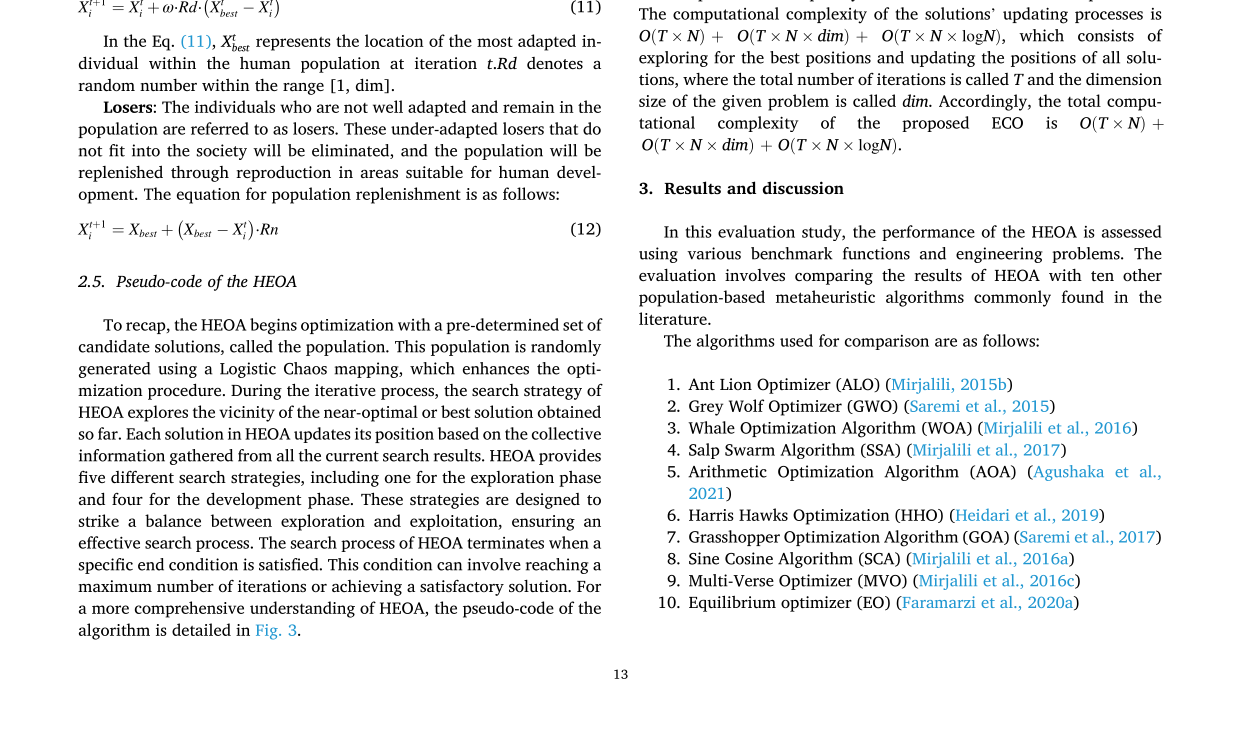 X_i^{t+1} = X_i^t + ω·Rd·(X_best^t − X_i^t) (11)
In the Eq. (11), X_best^t represents the location of the most adapted in-
dividual within the human population at iteration t.Rd denotes a
random number within the range [1, dim].
Losers: The individuals who are not well adapted and remain in the
population are referred to as losers. These under-adapted losers that do
not fit into the society will be eliminated, and the population will be
replenished through reproduction in areas suitable for human devel-
opment. The equation for population replenishment is as follows:
X_i^{t+1} = X_best + (X_best − X_i^t)·Rn (12)
2.5. Pseudo-code of the HEOA
To recap, the HEOA begins optimization with a pre-determined set of
candidate solutions, called the population. This population is randomly
generated using a Logistic Chaos mapping, which enhances the opti-
mization procedure. During the iterative process, the search strategy of
HEOA explores the vicinity of the near-optimal or best solution obtained
so far. Each solution in HEOA updates its position based on the collective
information gathered from all the current search results. HEOA provides
five different search strategies, including one for the exploration phase
and four for the development phase. These strategies are designed to
strike a balance between exploration and exploitation, ensuring an
effective search process. The search process of HEOA terminates when a
specific end condition is satisfied. This condition can involve reaching a
maximum number of iterations or achieving a satisfactory solution. For
a more comprehensive understanding of HEOA, the pseudo-code of the
algorithm is detailed in Fig. 3.
The computational complexity of the solutions' updating processes is
O(T × N) + O(T × N × dim) + O(T × N × logN), which consists of
exploring for the best positions and updating the positions of all solu-
tions, where the total number of iterations is called T and the dimension
size of the given problem is called dim. Accordingly, the total compu-
tational complexity of the proposed ECO is O(T × N) +
O(T × N × dim) + O(T × N × logN).
3. Results and discussion
In this evaluation study, the performance of the HEOA is assessed
using various benchmark functions and engineering problems. The
evaluation involves comparing the results of HEOA with ten other
population-based metaheuristic algorithms commonly found in the
literature.
The algorithms used for comparison are as follows:
1. Ant Lion Optimizer (ALO) (Mirjalili, 2015b)
2. Grey Wolf Optimizer (GWO) (Saremi et al., 2015)
3. Whale Optimization Algorithm (WOA) (Mirjalili et al., 2016)
4. Salp Swarm Algorithm (SSA) (Mirjalili et al., 2017)
5. Arithmetic Optimization Algorithm (AOA) (Agushaka et al.,
2021)
6. Harris Hawks Optimization (HHO) (Heidari et al., 2019)
7. Grasshopper Optimization Algorithm (GOA) (Saremi et al., 2017)
8. Sine Cosine Algorithm (SCA) (Mirjalili et al., 2016a)
9. Multi-Verse Optimizer (MVO) (Mirjalili et al., 2016c)
10. Equilibrium optimizer (EO) (Faramarzi et al., 2020a)
13